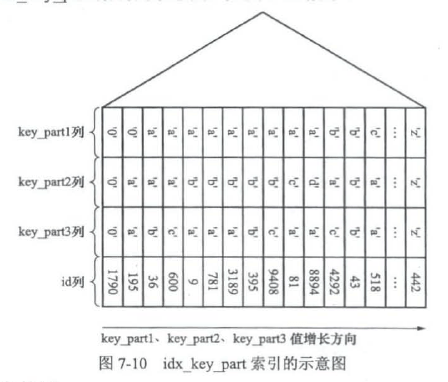 key_part1列 '0' '0' 'a' 'a' 'a' 'a' 'a' 'a' 'a' 'a' 'a' 'b' 'b' 'c' … 'z'
key_part2列 '0' 'a' 'a' 'a' 'b' 'b' 'b' 'b' 'b' 'c' 'd' 'a' 'b' 'a' … 'z'
key_part3列 '0' 'a' 'b' 'c' 'a' 'a' 'a' 'b' 'c' 'a' 'a' 'c' 'b' 'a' … 'z'
id列 1790 195 36 600 9 781 3189 395 9408 81 8894 4292 43 518 … 442
key_part1、key_part2、key_part3 值增长方向
图 7-10 idx_key_part 索引的示意图